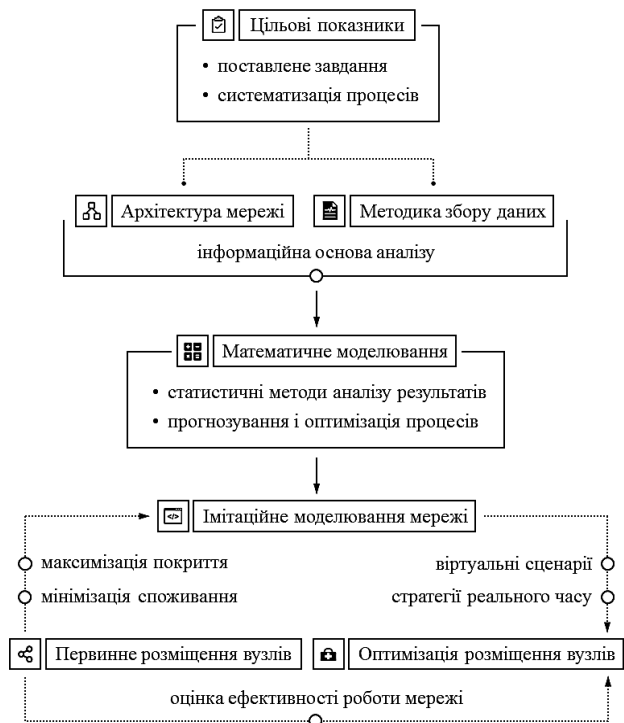 Цільові показники
• поставлене завдання
• систематизація процесів
Архітектура мережі
Методика збору даних
інформаційна основа аналізу
Математичне моделювання
• статистичні методи аналізу результатів
• прогнозування і оптимізація процесів
Імітаційне моделювання мережі
максимізація покриття
віртуальні сценарії
мінімізація споживання
стратегії реального часу
Первинне розміщення вузлів
Оптимізація розміщення вузлів
оцінка ефективності роботи мережі